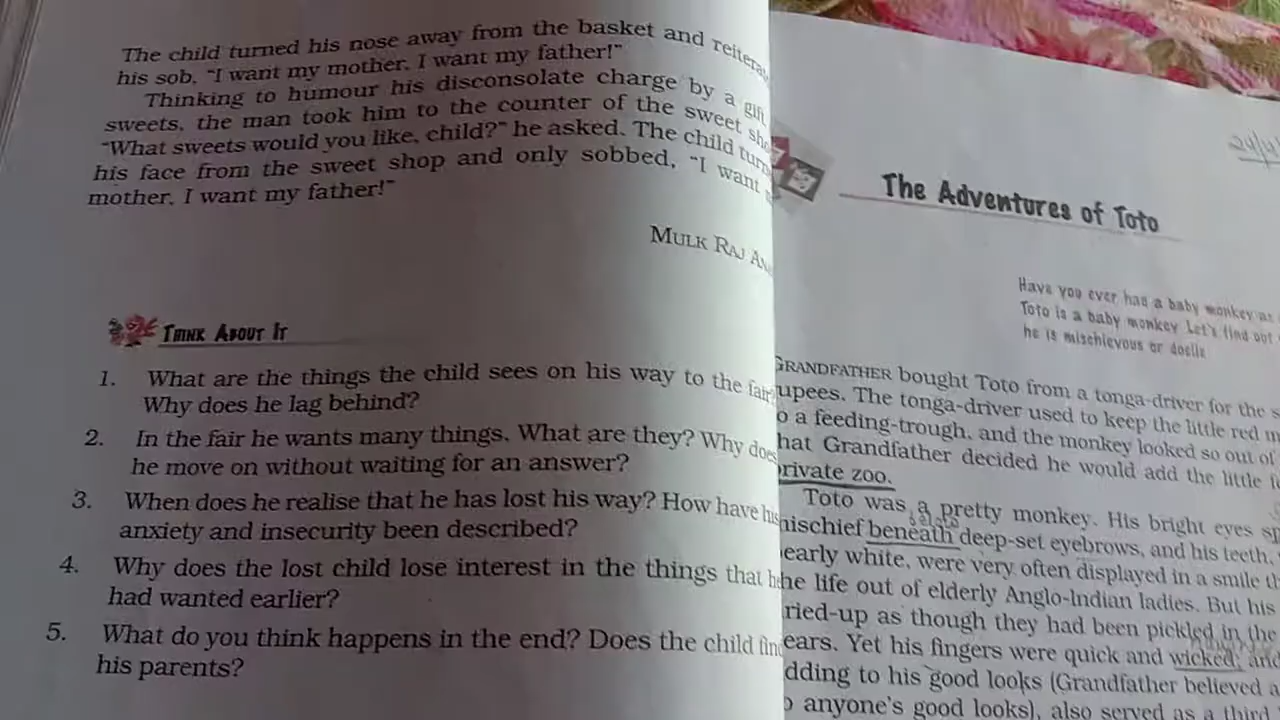 The child turned his nose away from the basket and
his sob, "I want my mother, I want my father!"
Thinking to humour his disconsolate charge by a gift
sweets, the man took him to the counter of the sweet
"What sweets would you like, child?" he asked. The child
his face from the sweet shop and only sobbed, "I want
mother, I want my father!"
MULK RAJ
THINK ABOUT IT
1. What are the things the child sees on his way to the fair?
Why does he lag behind?
2. In the fair he wants many things. What are they? Why does
he move on without waiting for an answer?
3. When does he realise that he has lost his way? How have his
anxiety and insecurity been described?
4. Why does the lost child lose interest in the things that he
had wanted earlier?
5. What do you think happens in the end? Does the child find
his parents?
7
The Adventures of Toto
Have you ever had a baby monkey as
Toto is a baby monkey. Let's find out
he is mischievous or docile
GRANDFATHER bought Toto from a tonga-driver for the
The tonga-driver used to keep the little red
a feeding-trough, and the monkey looked so out of
Grandfather decided he would add the little
zoo.
Toto was a pretty monkey. His bright eyes
beneath deep-set eyebrows, and his teeth,
white, were very often displayed in a smile
life out of elderly Anglo-Indian ladies. But his
as though they had been pickled in the
Yet his fingers were quick and wicked, and
to his good looks (Grandfather believed a
anyone's good looks), also served as a third